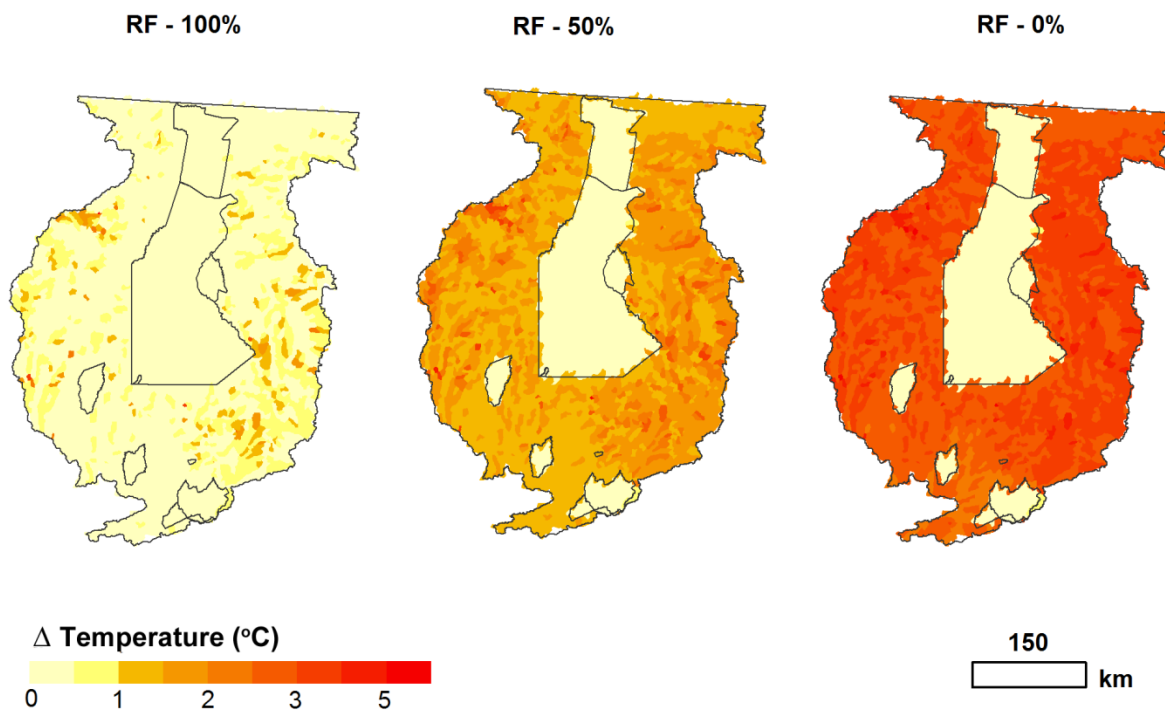 RF - 100%
RF - 50%
RF - 0%
Δ Temperature (°C)
0 1 2 3 5
150
km